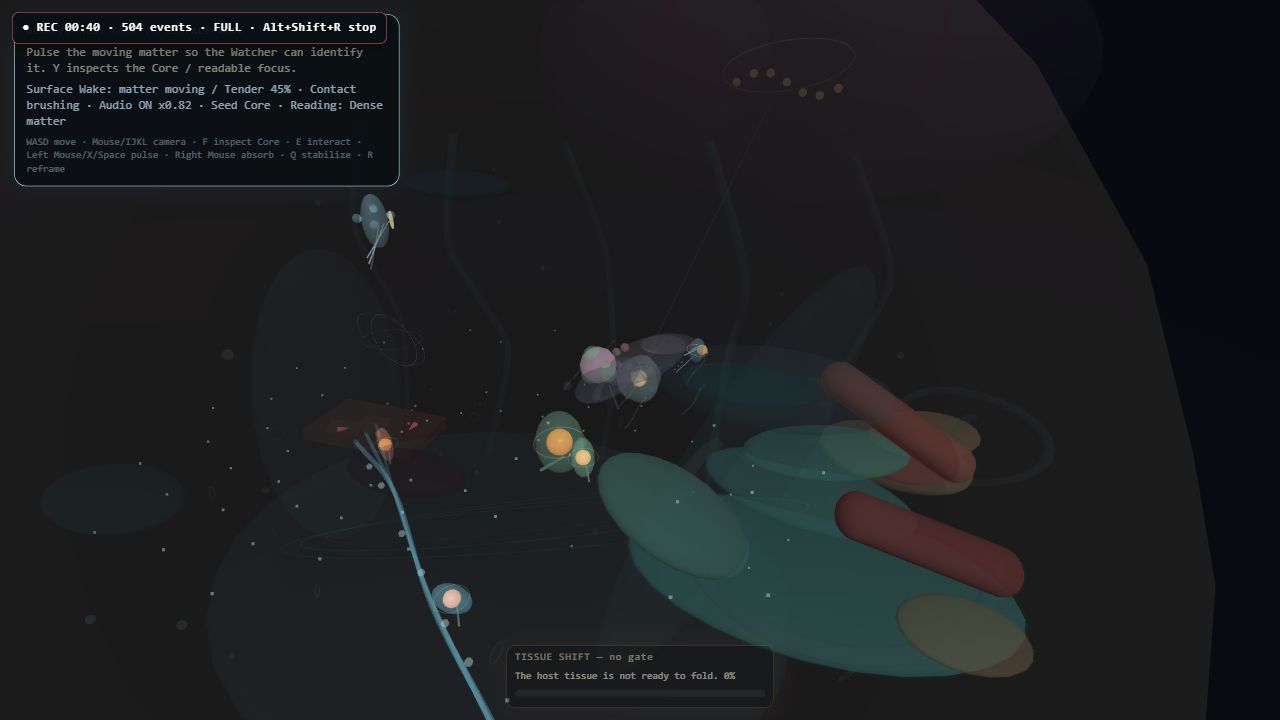 ● REC 00:40 · 504 events · FULL · Alt+Shift+R stop
Pulse the moving matter so the Watcher can identify
it. Y inspects the Core / readable focus.
Surface Wake: matter moving / Tender 45% · Contact
brushing · Audio ON x0.82 · Seed Core · Reading: Dense
matter
WASD move · Mouse/IJKL camera · F inspect Core · E interact ·
Left Mouse/X/Space pulse · Right Mouse absorb · Q stabilize · R
reframe
TISSUE SHIFT — no gate
The host tissue is not ready to fold. 0%